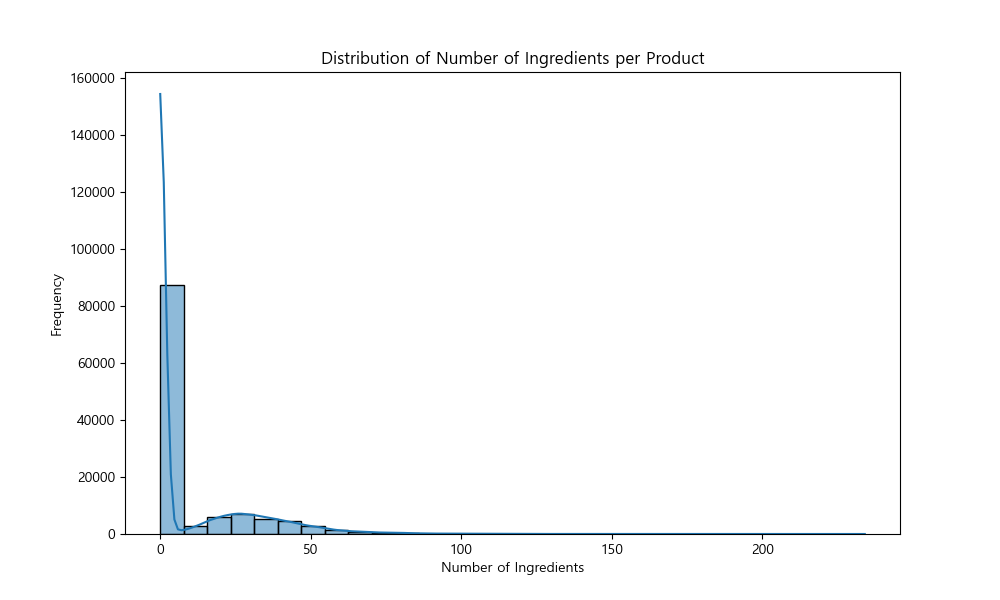 Distribution of Number of Ingredients per Product
160000
140000
120000
100000
80000
60000
40000
20000
0
Frequency
0 50 100 150 200
Number of Ingredients